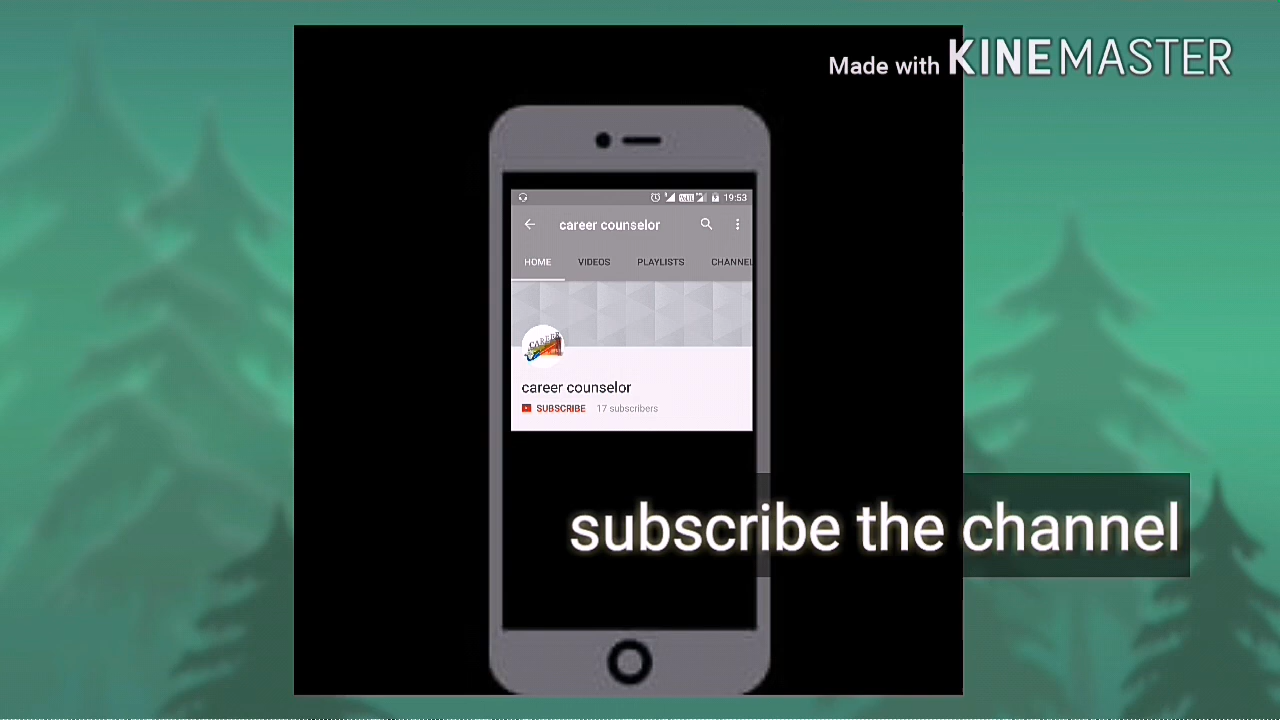 Made with KINEMASTER
19:53
career counselor
HOME VIDEOS PLAYLISTS CHANNEL
CAREER
career counselor
SUBSCRIBE 17 subscribers
subscribe the channel